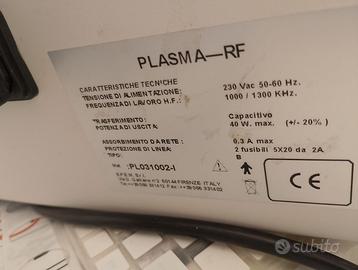 PLASMA—RF
CARATTERISTICHE TECNICHE
TENSIONE DI ALIMENTAZIONE: 230 Vac 50-60 Hz.
FREQUENZA DI LAVORO H.F.: 1000 / 1300 KHz.
TRASFERIMENTO: Capacitivo
POTENZA DI USCITA: 40 W. max. (+/- 20%)
ASSORBIMENTO DA RETE: 0,3 A max
PROTEZIONE DI LINEA: 2 fusibili 5X20 da 2A
TIPO: B
:PL031002-I
FIRENZE ITALY
CE
subito